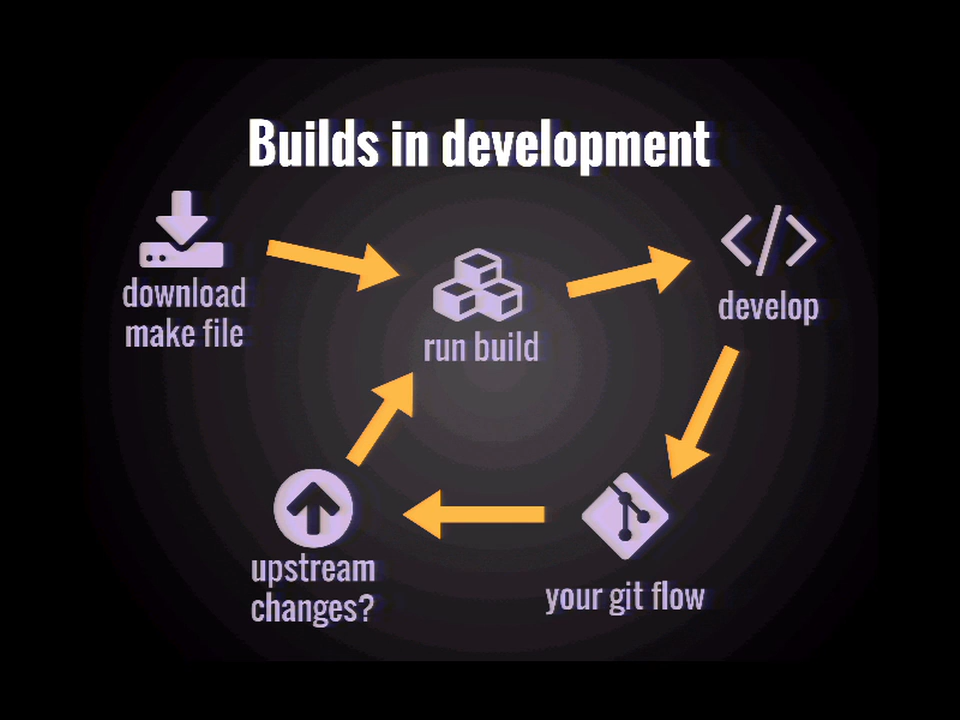 Builds in development
download
make file
run build
develop
upstream
changes?
your git flow